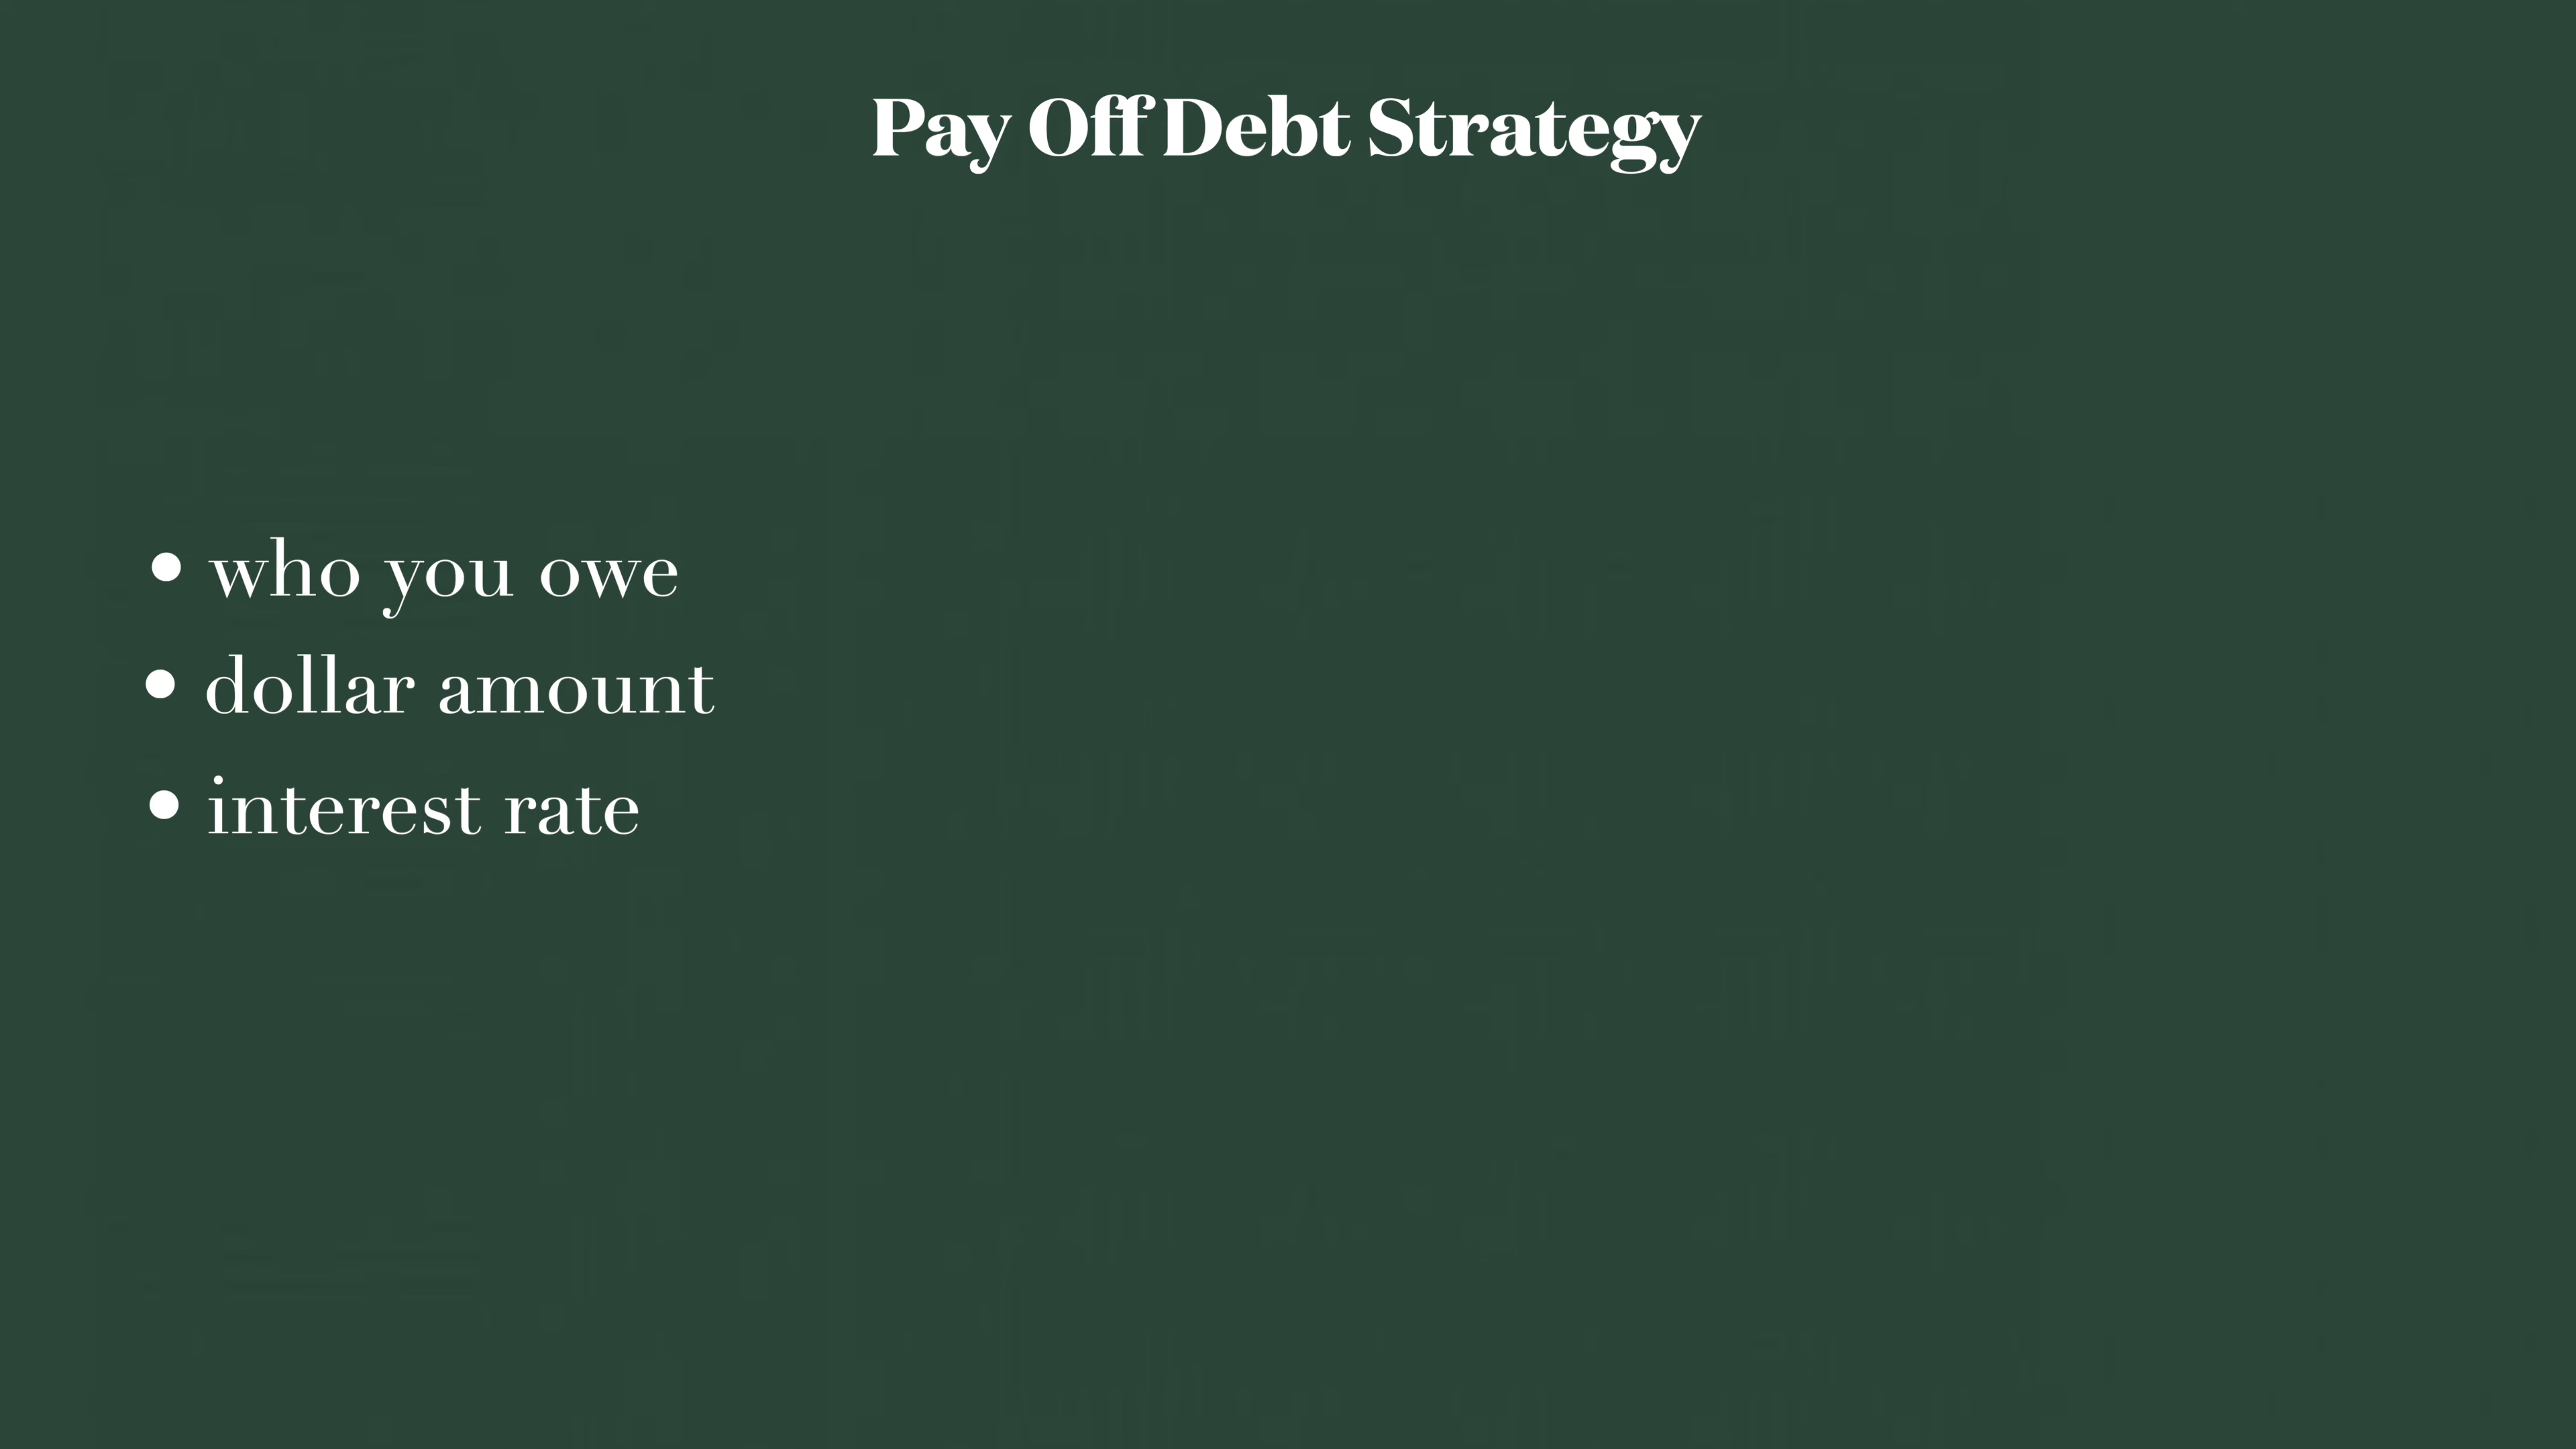 Pay Off Debt Strategy
• who you owe
• dollar amount
• interest rate